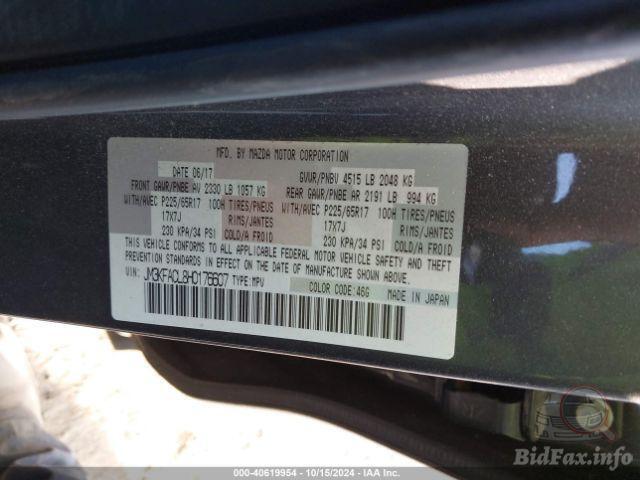 MFD. BY MAZDA MOTOR CORPORATION
DATE 06/17 GVWR/PNBV 4515 LB 2048 KG
FRONT GAWR/PNBE AV 2330 LB 1057 KG REAR GAWR/PNBE AR 2191 LB 994 KG
WITH/AVEC P225/65R17 100H TIRES/PNEUS WITH/AVEC P225/65R17 100H TIRES/PNEUS
17X7J RIMS/JANTES 17X7J RIMS/JANTES
230 KPA/34 PSI COLD/A FROID 230 KPA/34 PSI COLD/A FROID
THIS VEHICLE CONFORMS TO ALL APPLICABLE FEDERAL MOTOR VEHICLE SAFETY AND THEFT
PREVENTION STANDARDS IN EFFECT ON THE DATE OF MANUFACTURE SHOWN ABOVE.
VIN: JM3KFACL8H0176607 TYPE: MPV
COLOR CODE: 46G MADE IN JAPAN
BidFax.info
000-40619954 - 10/15/2024 - IAA Inc.